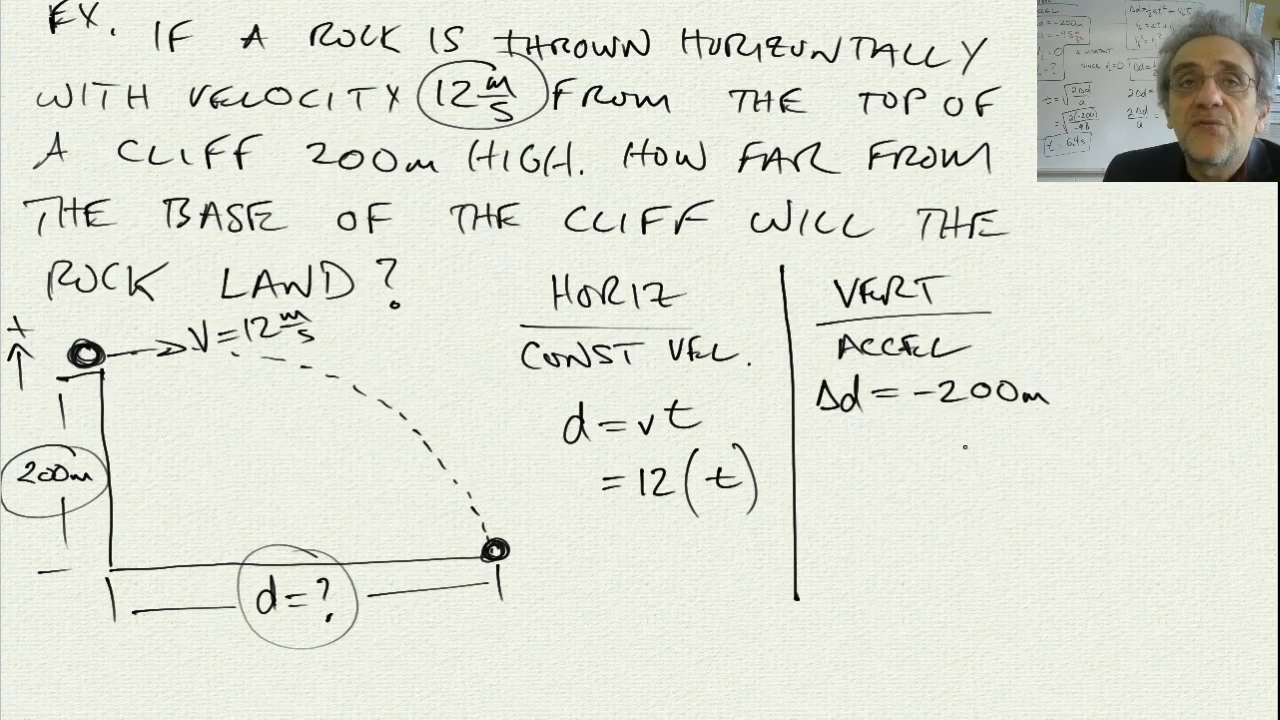 EX. IF A ROCK IS THROWN HORIZONTALLY
WITH VELOCITY 12 m/s FROM THE TOP OF
A CLIFF 200m HIGH. HOW FAR FROM
THE BASE OF THE CLIFF WILL THE
ROCK LAND?
+
V = 12 m/s
200m
d = ?
HORIZ
CONST VEL.
d = vt
= 12 (t)
VERT
ACCEL
Δd = -200m